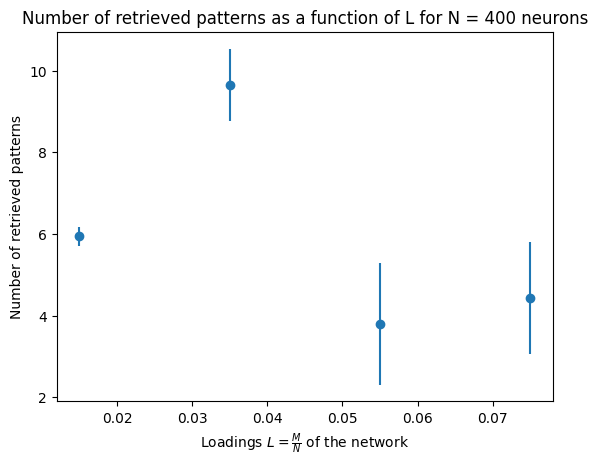 Number of retrieved patterns as a function of L for N = 400 neurons
Number of retrieved patterns
10
8
6
4
2
0.02 0.03 0.04 0.05 0.06 0.07
Loadings L = M/N of the network